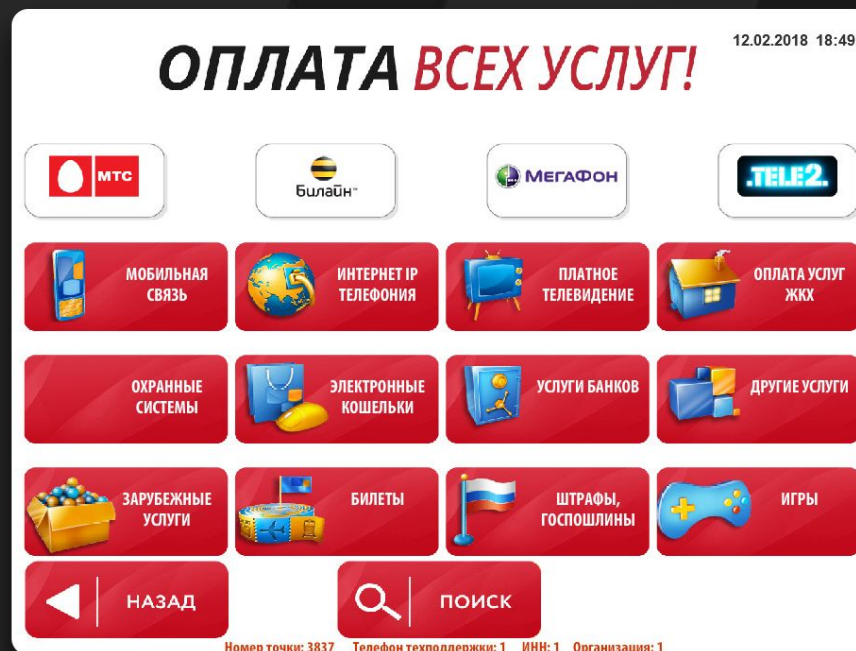 12.02.2018 18:49
ОПЛАТА ВСЕХ УСЛУГ!
МТС
Билайн™
МЕГАФОН
.TELE2.
МОБИЛЬНАЯ
СВЯЗЬ
ИНТЕРНЕТ IP
ТЕЛЕФОНИЯ
ПЛАТНОЕ
ТЕЛЕВИДЕНИЕ
ОПЛАТА УСЛУГ
ЖКХ
ОХРАННЫЕ
СИСТЕМЫ
ЭЛЕКТРОННЫЕ
КОШЕЛЬКИ
УСЛУГИ БАНКОВ
ДРУГИЕ УСЛУГИ
ЗАРУБЕЖНЫЕ
УСЛУГИ
БИЛЕТЫ
ШТРАФЫ,
ГОСПОШЛИНЫ
ИГРЫ
НАЗАД
ПОИСК
Номер точки: 3837 Телефон техподдержки: 1 ИНН: 1 Организация: 1